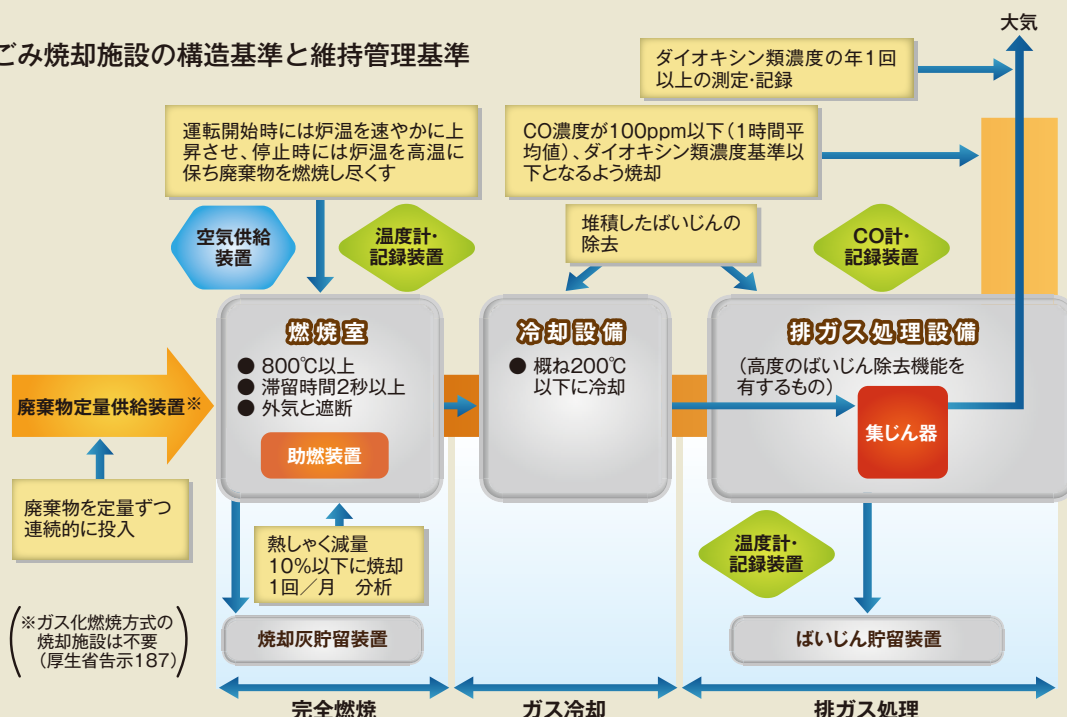 ごみ焼却施設の構造基準と維持管理基準
大気
ダイオキシン類濃度の年1回
以上の測定・記録
運転開始時には炉温を速やかに上
昇させ、停止時には炉温を高温に
保ち廃棄物を燃焼し尽くす
CO濃度が100ppm以下（1時間平
均値）、ダイオキシン類濃度基準以
下となるよう焼却
空気供給
装置
温度計・
記録装置
堆積したばいじんの
除去
CO計・
記録装置
燃焼室
● 800℃以上
● 滞留時間2秒以上
● 外気と遮断
助燃装置
冷却設備
● 概ね200℃
以下に冷却
排ガス処理設備
（高度のばいじん除去機能を
有するもの）
集じん器
廃棄物定量供給装置※
廃棄物を定量ずつ
連続的に投入
熱しゃく減量
10%以下に焼却
1回／月　分析
温度計・
記録装置
※ガス化燃焼方式の
焼却施設は不要
（厚生省告示187）
焼却灰貯留装置
ばいじん貯留装置
完全燃焼
ガス冷却
排ガス処理